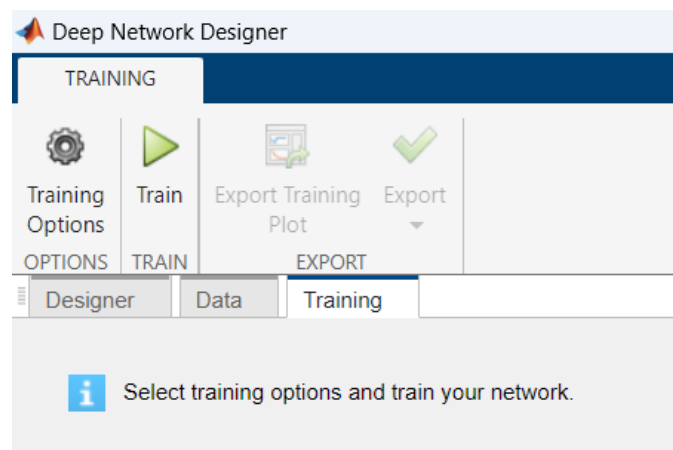 Deep Network Designer
TRAINING
Training
Options
Train
Export Training
Plot
Export
OPTIONS
TRAIN
EXPORT
Designer
Data
Training
i
Select training options and train your network.